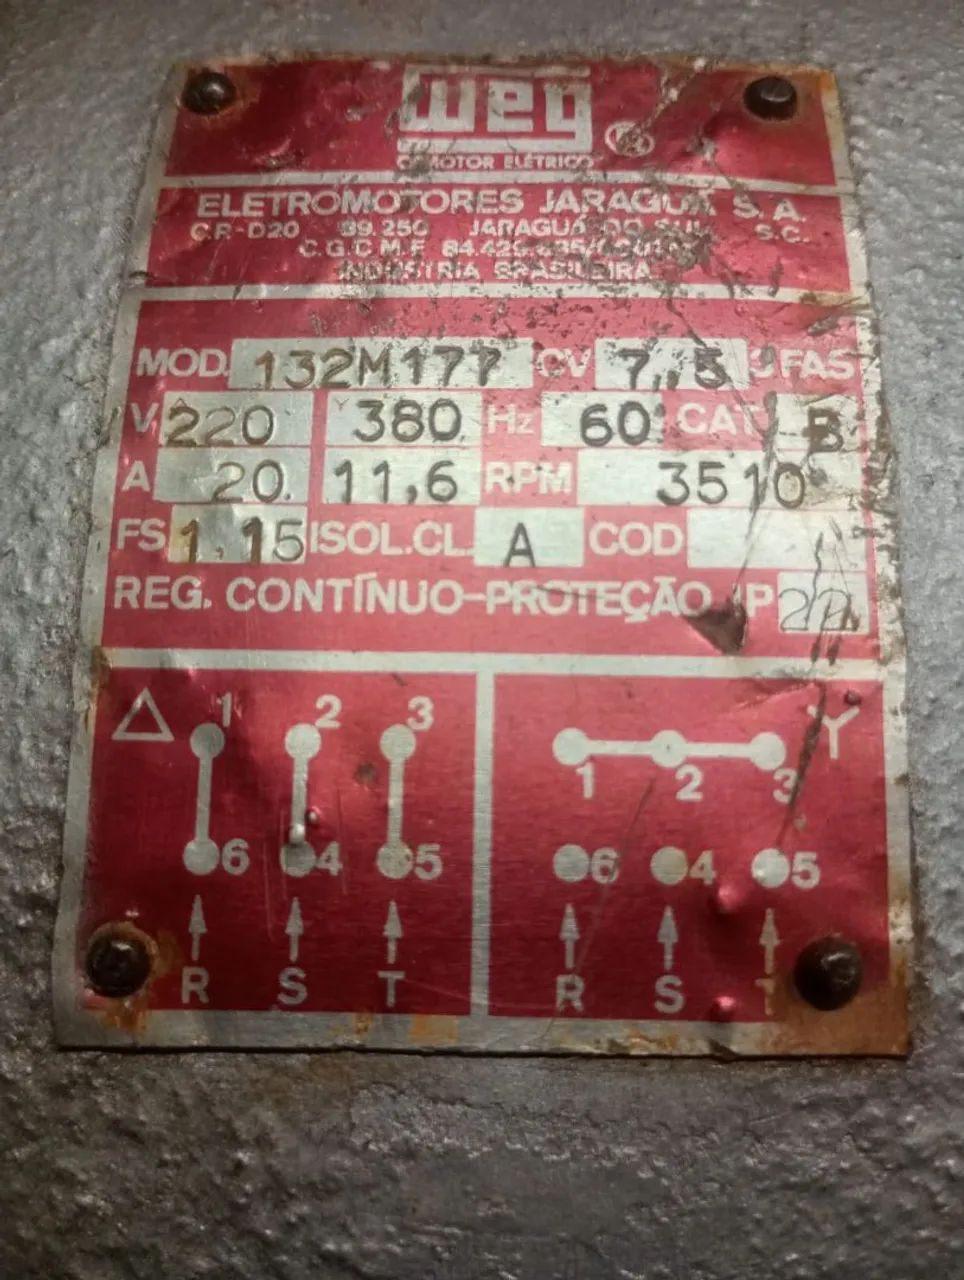 weg
O MOTOR ELÉTRICO
ELETROMOTORES JARAGUÁ S. A.
89.250 JARAGUÁ DO SUL S.C.
C.G.C.M.F.
INDÚSTRIA BRASILEIRA
MOD. 132M177 CV 7,5 3FAS
V 220 Y 380 Hz 60 CAT. B
A 20. 11,6 RPM 3510
FS 1.15 ISOL.CL. A COD
REG. CONTÍNUO-PROTEÇÃO IP 22
△ 1 2 3 Y
1 2 3
6 4 5 6 4 5
R S T R S T